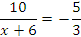 10/(x + 6) = −5/3